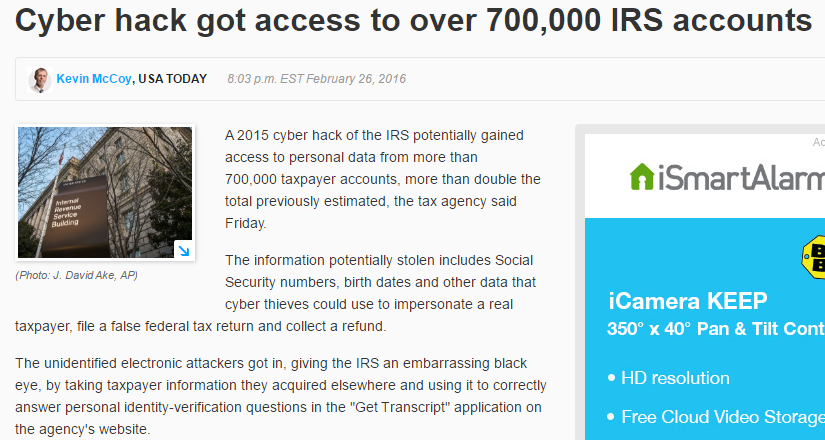 Cyber hack got access to over 700,000 IRS accounts
Kevin McCoy, USA TODAY 8:03 p.m. EST February 26, 2016
A 2015 cyber hack of the IRS potentially gained
access to personal data from more than
700,000 taxpayer accounts, more than double the
total previously estimated, the tax agency said
Friday.
Internal
Revenue
Service
Building
(Photo: J. David Ake, AP)
The information potentially stolen includes Social
Security numbers, birth dates and other data that
cyber thieves could use to impersonate a real
taxpayer, file a false federal tax return and collect a refund.
The unidentified electronic attackers got in, giving the IRS an embarrassing black
eye, by taking taxpayer information they acquired elsewhere and using it to correctly
answer personal identity-verification questions in the "Get Transcript" application on
the agency's website.
iSmartAlarm
iCamera KEEP
350° x 40° Pan & Tilt Cont
• HD resolution
• Free Cloud Video Storage